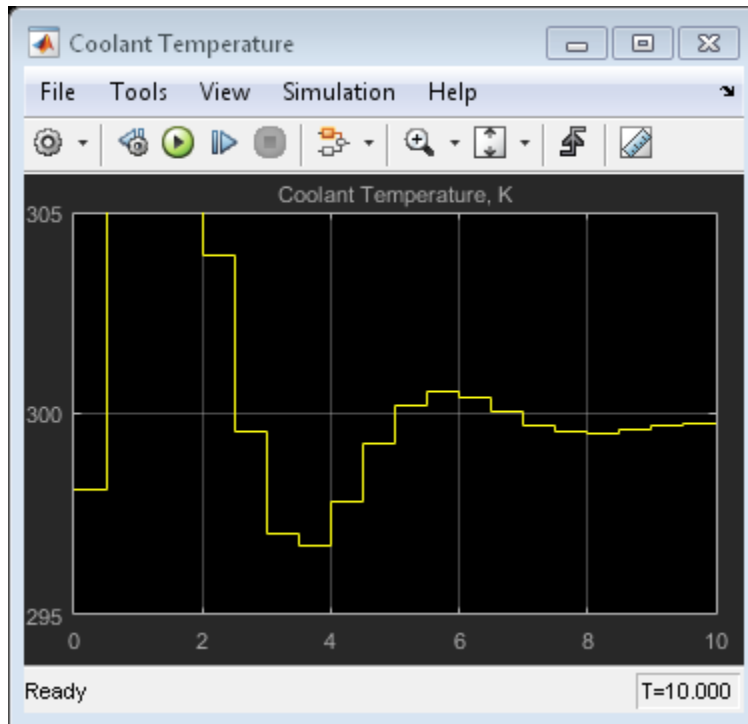 Coolant Temperature
File Tools View Simulation Help
Coolant Temperature, K
305
300
295
0 2 4 6 8 10
Ready T=10.000